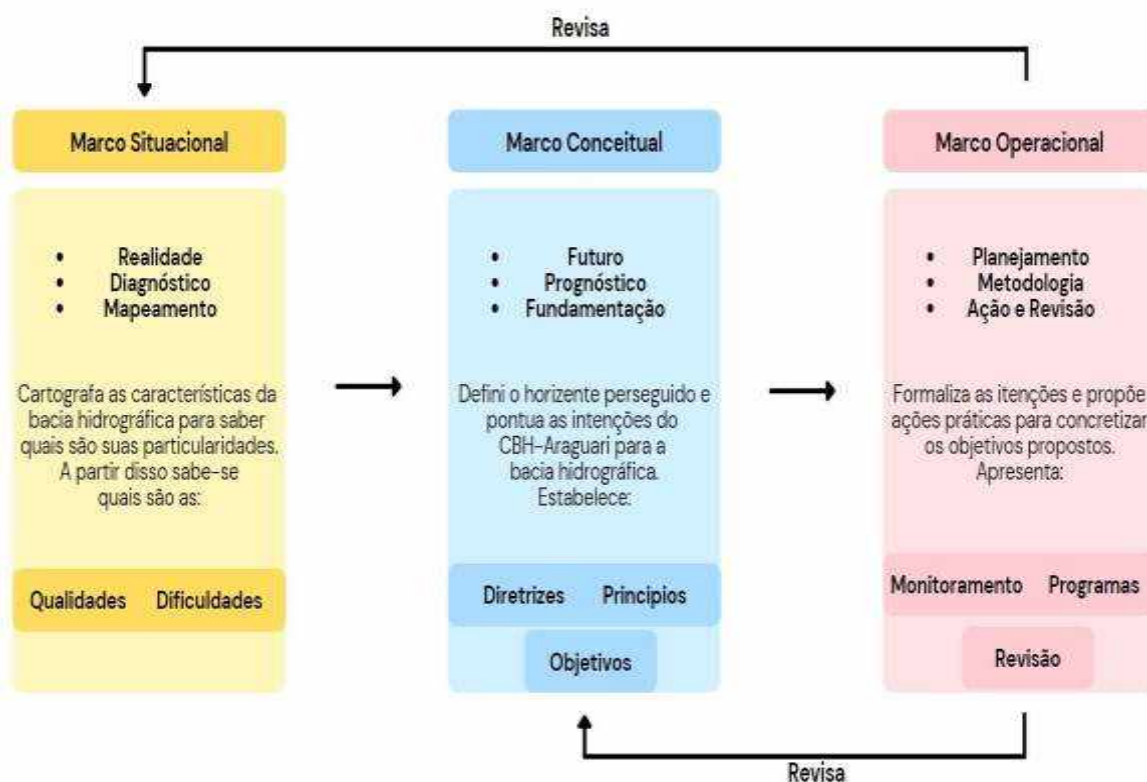 Revisa
Marco Situacional
• Realidade
• Diagnóstico
• Mapeamento
Cartografa as características da
bacia hidrográfica para saber
quais são suas particularidades.
A partir disso sabe-se
quais são as:
Qualidades Dificuldades
Marco Conceitual
• Futuro
• Prognóstico
• Fundamentação
Defini o horizente perseguido e
pontua as intenções do
CBH-Araguari para a
bacia hidrográfica.
Estabelece:
Diretrizes Princípios
Objetivos
Marco Operacional
• Planejamento
• Metodologia
• Ação e Revisão
Formaliza as itenções e propõe
ações práticas para concretizar
os objetivos propostos.
Apresenta:
Monitoramento Programas
Revisão
Revisa